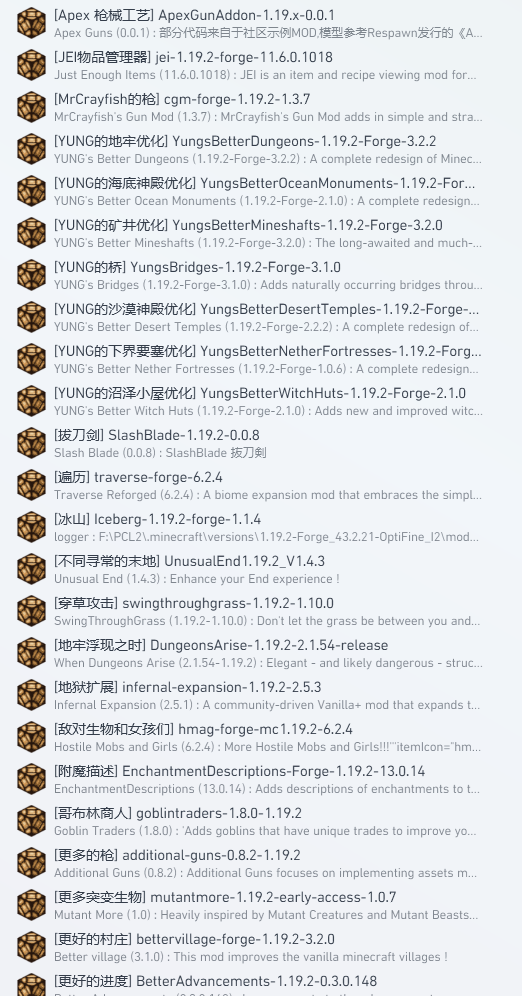 [Apex 枪械工艺] ApexGunAddon-1.19.x-0.0.1
Apex Guns (0.0.1) : 部分代码来自于社区示例MOD,模型参考Respawn发行的《A...
[JEI物品管理器] jei-1.19.2-forge-11.6.0.1018
Just Enough Items (11.6.0.1018) : JEI is an item and recipe viewing mod for...
[MrCrayfish的枪] cgm-forge-1.19.2-1.3.7
MrCrayfish's Gun Mod (1.3.7) : MrCrayfish's Gun Mod adds in simple and stra...
[YUNG的地牢优化] YungsBetterDungeons-1.19.2-Forge-3.2.2
YUNG's Better Dungeons (1.19.2-Forge-3.2.2) : A complete redesign of Minec...
[YUNG的海底神殿优化] YungsBetterOceanMonuments-1.19.2-For...
YUNG's Better Ocean Monuments (1.19.2-Forge-2.1.0) : A complete redesign...
[YUNG的矿井优化] YungsBetterMineshafts-1.19.2-Forge-3.2.0
YUNG's Better Mineshafts (1.19.2-Forge-3.2.0) : The long-awaited and much-...
[YUNG的桥] YungsBridges-1.19.2-Forge-3.1.0
YUNG's Bridges (1.19.2-Forge-3.1.0) : Adds naturally occurring bridges throu...
[YUNG的沙漠神殿优化] YungsBetterDesertTemples-1.19.2-Forge-...
YUNG's Better Desert Temples (1.19.2-Forge-2.2.2) : A complete redesign of...
[YUNG的下界要塞优化] YungsBetterNetherFortresses-1.19.2-Forg...
YUNG's Better Nether Fortresses (1.19.2-Forge-1.0.6) : A complete redesign...
[YUNG的沼泽小屋优化] YungsBetterWitchHuts-1.19.2-Forge-2.1.0
YUNG's Better Witch Huts (1.19.2-Forge-2.1.0) : Adds new and improved witc...
[拔刀剑] SlashBlade-1.19.2-0.0.8
Slash Blade (0.0.8) : SlashBlade 拔刀剣
[遍历] traverse-forge-6.2.4
Traverse Reforged (6.2.4) : A biome expansion mod that embraces the simpl...
[冰山] Iceberg-1.19.2-forge-1.1.4
logger : F:\PCL2\.minecraft\versions\1.19.2-Forge_43.2.21-OptiFine_I2\mod...
[不同寻常的末地] UnusualEnd1.19.2_V1.4.3
Unusual End (1.4.3) : Enhance your End experience !
[穿草攻击] swingthroughgrass-1.19.2-1.10.0
SwingThroughGrass (1.19.2-1.10.0) : Don't let the grass be between you and...
[地牢浮现之时] DungeonsArise-1.19.2-2.1.54-release
When Dungeons Arise (2.1.54-1.19.2) : Elegant - and likely dangerous - struc...
[地狱扩展] infernal-expansion-1.19.2-2.5.3
Infernal Expansion (2.5.1) : A community-driven Vanilla+ mod that expands t...
[敌对生物和女孩们] hmag-forge-mc1.19.2-6.2.4
Hostile Mobs and Girls (6.2.4) : More Hostile Mobs and Girls!!!'''itemIcon="hm...
[附魔描述] EnchantmentDescriptions-Forge-1.19.2-13.0.14
EnchantmentDescriptions (13.0.14) : Adds descriptions of enchantments to t...
[哥布林商人] goblintraders-1.8.0-1.19.2
Goblin Traders (1.8.0) : 'Adds goblins that have unique trades to improve yo...
[更多的枪] additional-guns-0.8.2-1.19.2
Additional Guns (0.8.2) : Additional Guns focuses on implementing assets m...
[更多突变生物] mutantmore-1.19.2-early-access-1.0.7
Mutant More (1.0) : Heavily inspired by Mutant Creatures and Mutant Beasts...
[更好的村庄] bettervillage-forge-1.19.2-3.2.0
Better village (3.1.0) : This mod improves the vanilla minecraft villages !
[更好的进度] BetterAdvancements-1.19.2-0.3.0.148